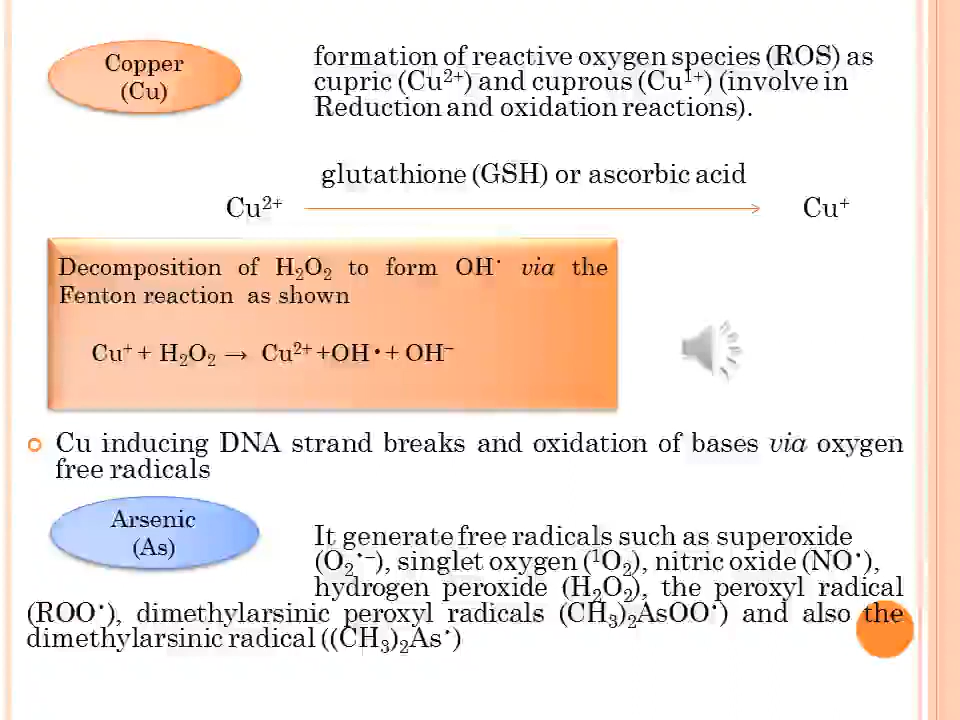 Copper
(Cu)
formation of reactive oxygen species (ROS) as
cupric (Cu²⁺) and cuprous (Cu¹⁺) (involve in
Reduction and oxidation reactions).
glutathione (GSH) or ascorbic acid
Cu²⁺ → Cu⁺
Decomposition of H₂O₂ to form OH˙ via the
Fenton reaction as shown
Cu⁺ + H₂O₂ → Cu²⁺ +OH• + OH⁻
Cu inducing DNA strand breaks and oxidation of bases via oxygen
free radicals
Arsenic
(As)
It generate free radicals such as superoxide
(O₂•⁻), singlet oxygen (¹O₂), nitric oxide (NO•),
hydrogen peroxide (H₂O₂), the peroxyl radical
(ROO•), dimethylarsinic peroxyl radicals (CH₃)₂AsOO•) and also the
dimethylarsinic radical ((CH₃)₂As•)